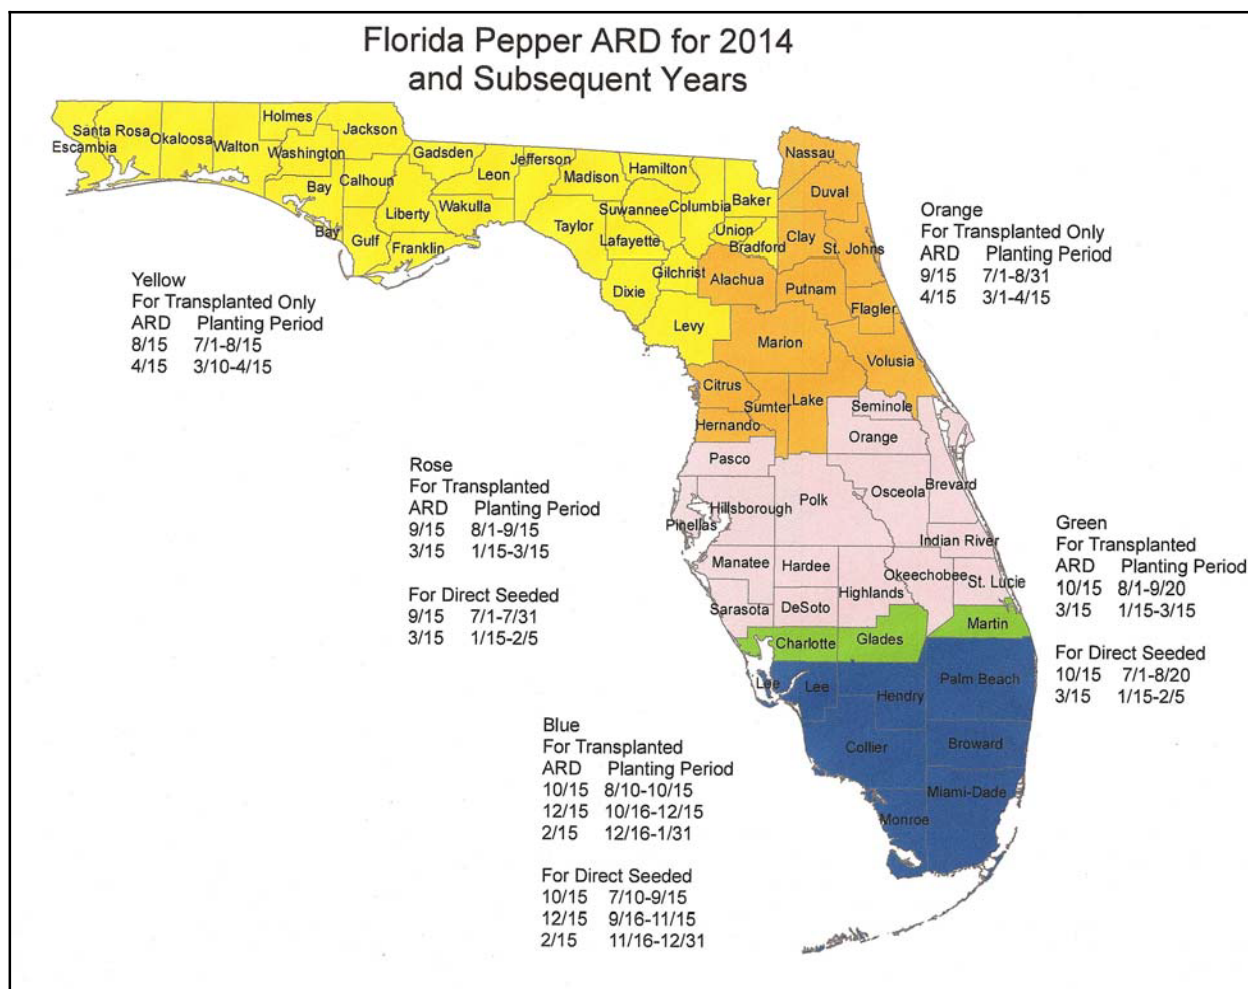 Florida Pepper ARD for 2014
and Subsequent Years
Holmes
Jackson
Santa Rosa
Okaloosa
Walton
Escambia
Washington
Gadsden
Jefferson
Hamilton
Nassau
Leon
Madison
Calhoun
Bay
Duval
Baker
Liberty
Wakulla
Suwannee
Columbia
Taylor
Union
Bay
Gulf
Franklin
Lafayette
Bradford
Clay
St. Johns
Gilchrist
Alachua
Dixie
Putnam
Flagler
Levy
Marion
Volusia
Citrus
Sumter
Lake
Seminole
Hernando
Orange
Pasco
Polk
Osceola
Brevard
Hillsborough
Pinellas
Indian River
Manatee
Hardee
Okeechobee
St. Lucie
Highlands
Sarasota
DeSoto
Martin
Charlotte
Glades
Lee
Lee
Hendry
Palm Beach
Collier
Broward
Miami-Dade
Monroe
Yellow
For Transplanted Only
ARD Planting Period
8/15 7/1-8/15
4/15 3/10-4/15
Orange
For Transplanted Only
ARD Planting Period
9/15 7/1-8/31
4/15 3/1-4/15
Rose
For Transplanted
ARD Planting Period
9/15 8/1-9/15
3/15 1/15-3/15
For Direct Seeded
9/15 7/1-7/31
3/15 1/15-2/5
Green
For Transplanted
ARD Planting Period
10/15 8/1-9/20
3/15 1/15-3/15
For Direct Seeded
10/15 7/1-8/20
3/15 1/15-2/5
Blue
For Transplanted
ARD Planting Period
10/15 8/10-10/15
12/15 10/16-12/15
2/15 12/16-1/31
For Direct Seeded
10/15 7/10-9/15
12/15 9/16-11/15
2/15 11/16-12/31